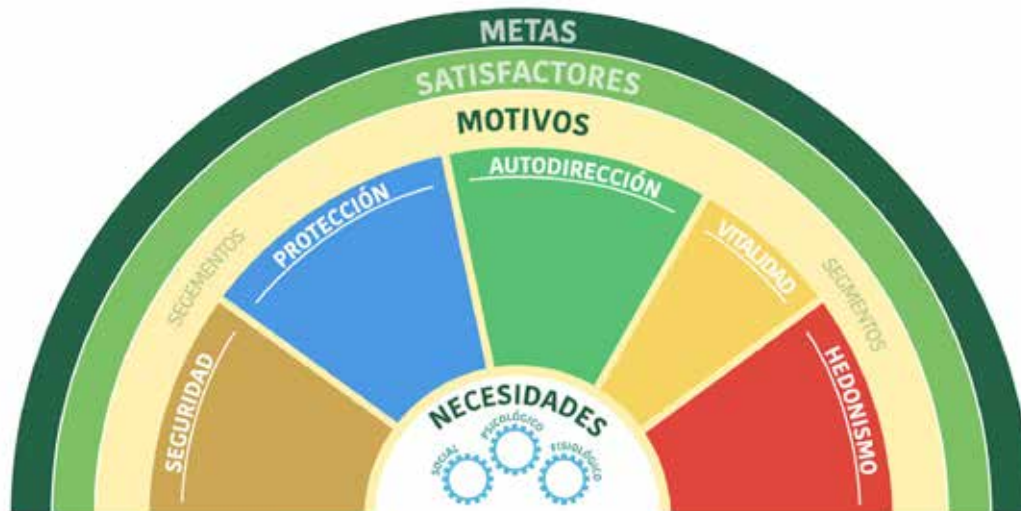 METAS
SATISFACTORES
MOTIVOS
SEGEMENTOS
SEGMENTOS
SEGURIDAD
PROTECCIÓN
AUTODIRECCIÓN
VITALIDAD
HEDONISMO
NECESIDADES
SOCIAL
PSICOLÓGICO
FISIOLÓGICO